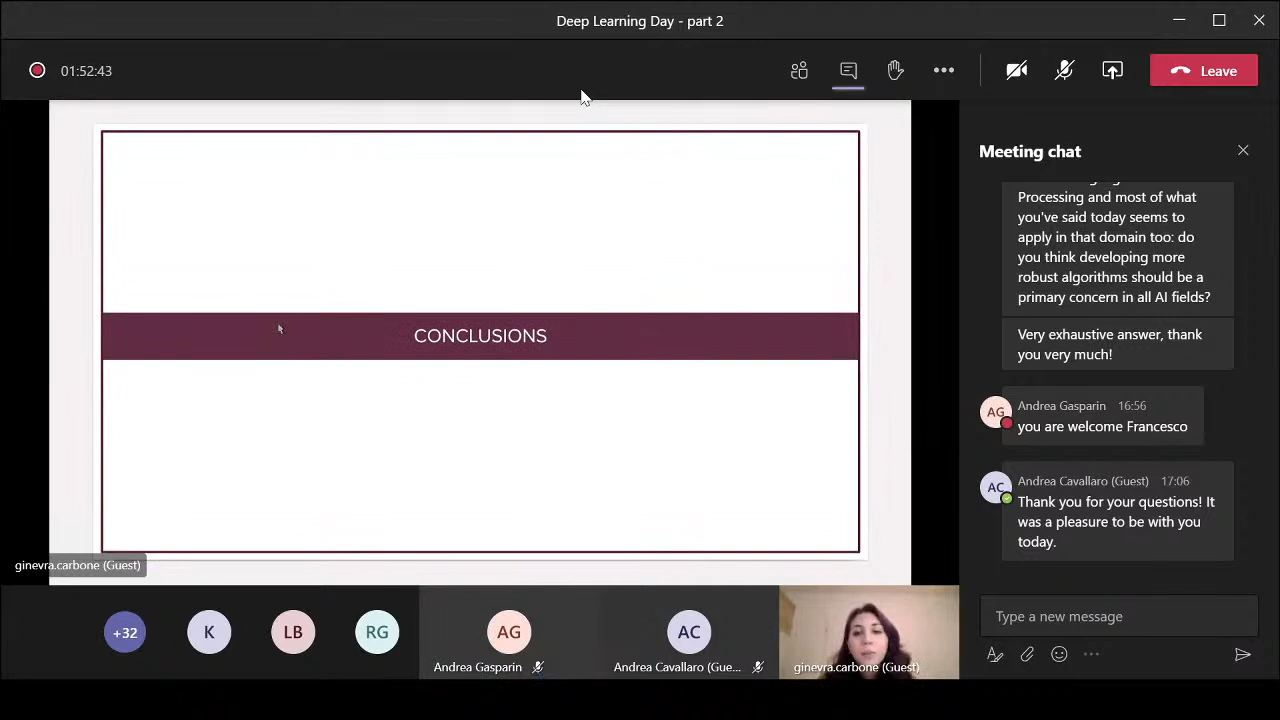 Deep Learning Day - part 2
01:52:43
Leave
CONCLUSIONS
ginevra.carbone (Guest)
+32
K
LB
RG
AG
Andrea Gasparin
AC
Andrea Cavallaro (Gue...
ginevra.carbone (Guest)
Meeting chat
Processing and most of what
you've said today seems to
apply in that domain too: do
you think developing more
robust algorithms should be a
primary concern in all AI fields?
Very exhaustive answer, thank
you very much!
AG
Andrea Gasparin 16:56
you are welcome Francesco
AC
Andrea Cavallaro (Guest) 17:06
Thank you for your questions! It
was a pleasure to be with you
today.
Type a new message